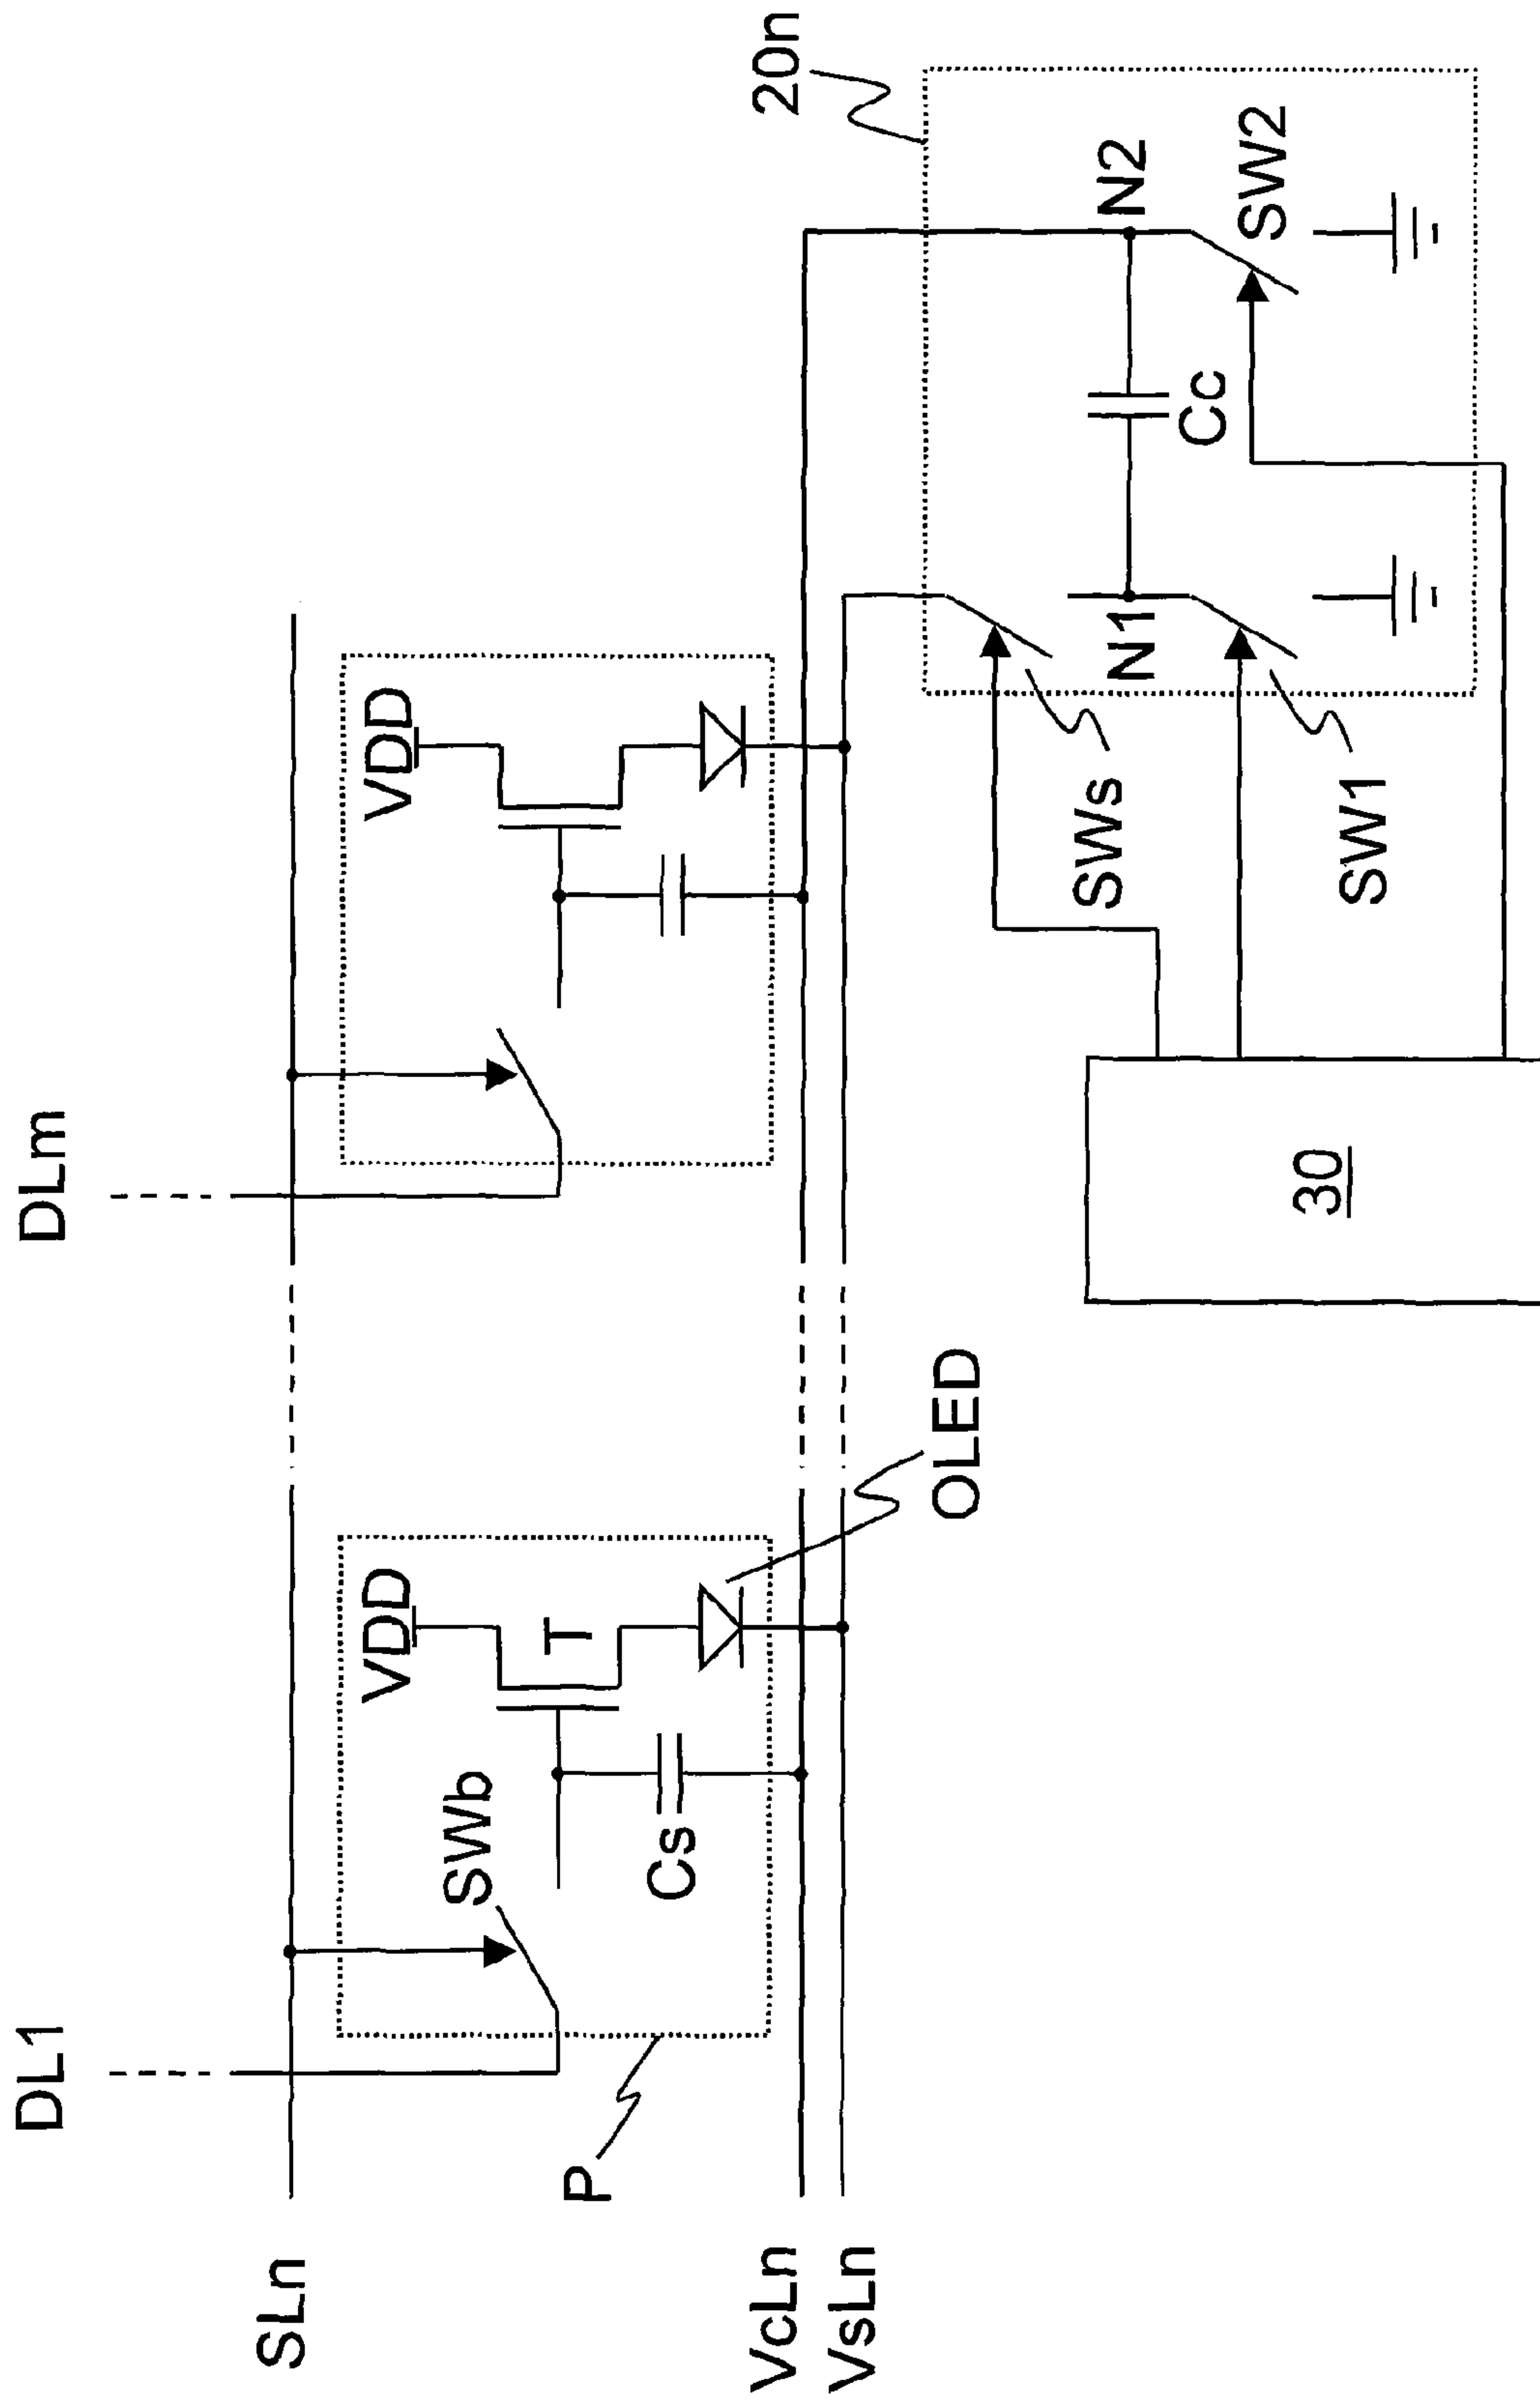 DL1
DLm
SLn
VDD
VDD
SWb
T
Cs
P
VcLn
VsLn
OLED
20n
N2
SW2
Cc
N1
SWs
SW1
30